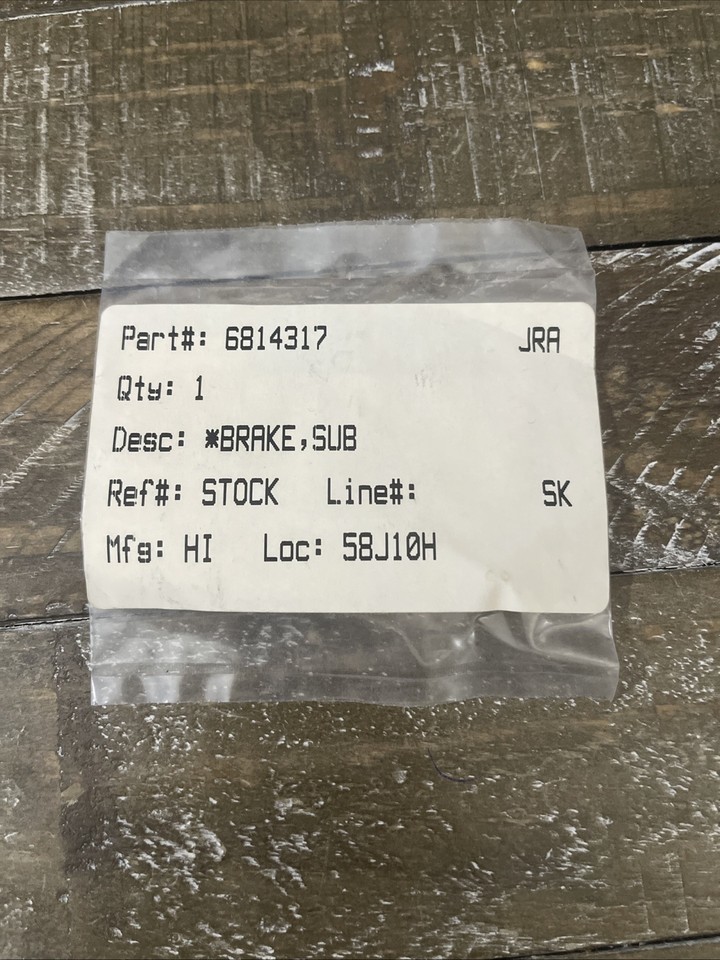 Part#: 6814317 JRA
Qty: 1
Desc: *BRAKE,SUB
Ref#: STOCK Line#: SK
Mfg: HI Loc: 58J10H